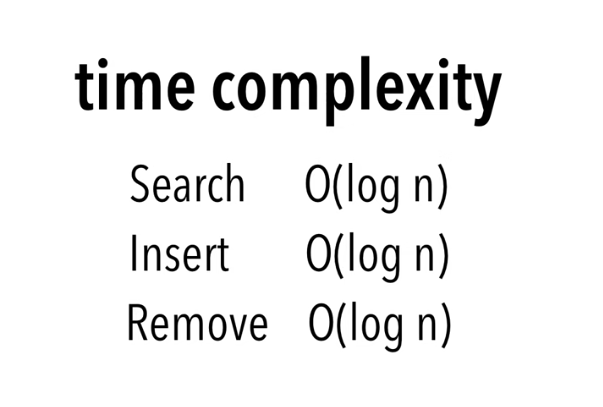 time complexity
Search O(log n)
Insert O(log n)
Remove O(log n)